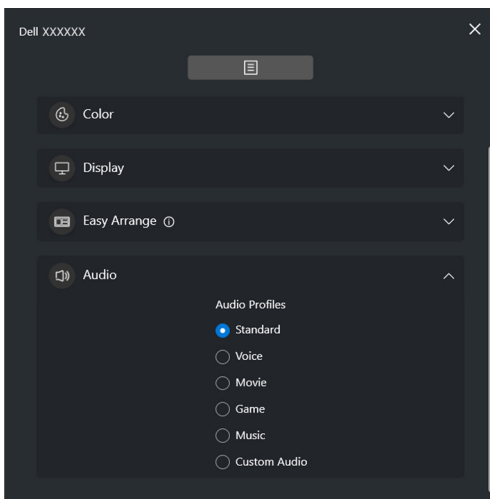 Dell XXXXXX
Color
Display
Easy Arrange
Audio
Audio Profiles
Standard
Voice
Movie
Game
Music
Custom Audio